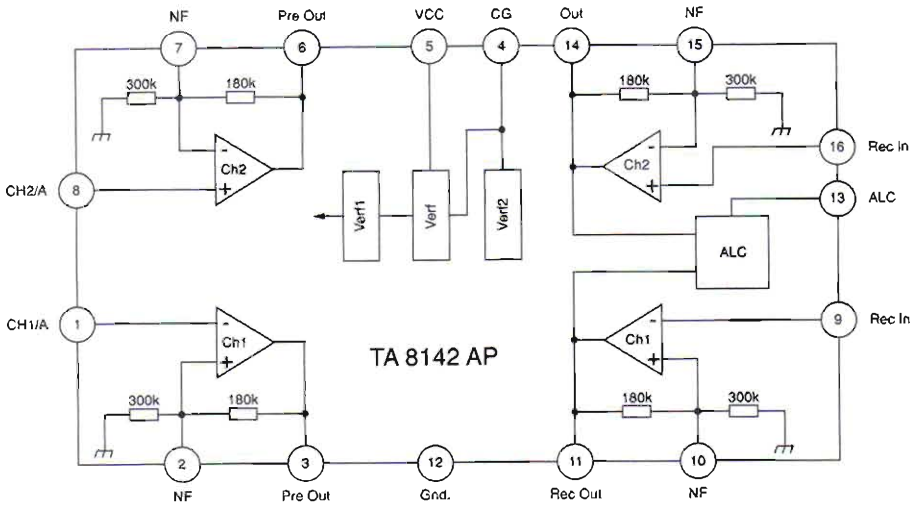 NF Pre Out VCC CG Out NF
7 6 5 4 14 15
300k 180k 180k 300k
- Ch2 +
- Ch2 +
16 Rec In
CH2/A 8
13 ALC
Verf1 Verf Verf2
ALC
CH1/A 1
- Ch1 +
TA 8142 AP
- Ch1 +
9 Rec In
300k 180k 180k 300k
2 3 12 11 10
NF Pre Out Gnd. Rec Out NF